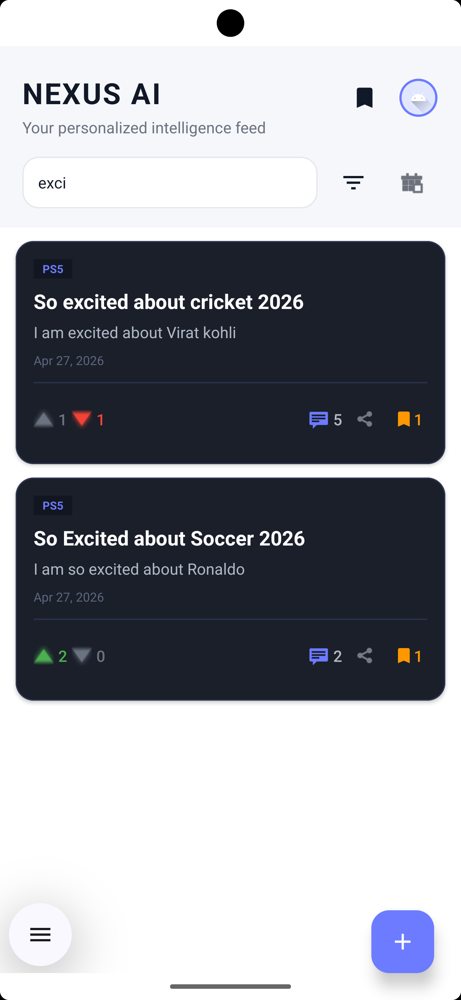 NEXUS AI
Your personalized intelligence feed
exci
PS5
So excited about cricket 2026
I am excited about Virat kohli
Apr 27, 2026
1 1 5 1
PS5
So Excited about Soccer 2026
I am so excited about Ronaldo
Apr 27, 2026
2 0 2 1